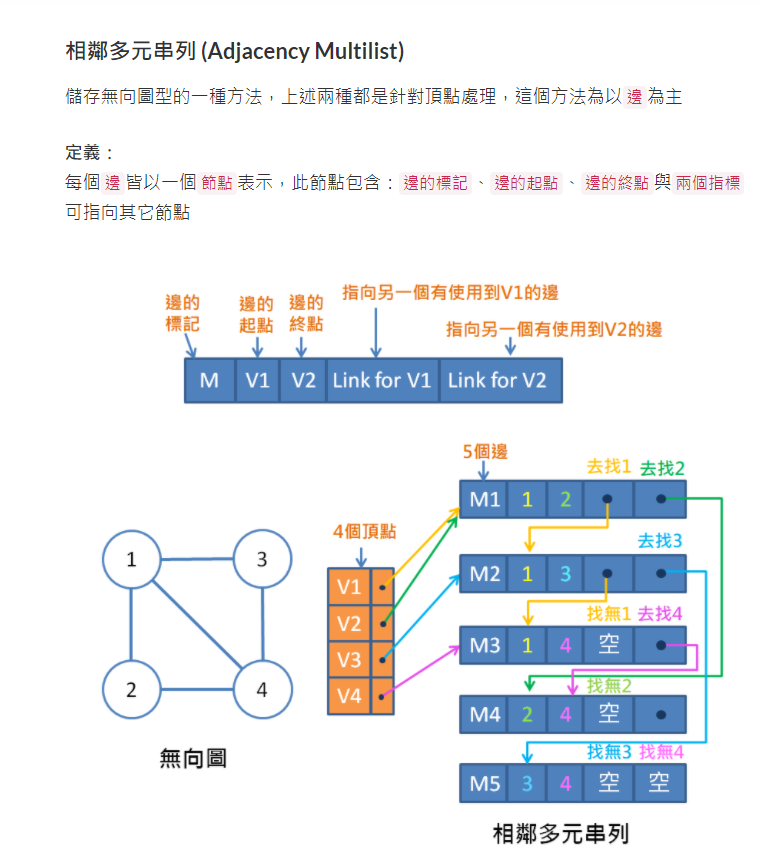 相鄰多元串列 (Adjacency Multilist)
儲存無向圖型的一種方法，上述兩種都是針對頂點處理，這個方法為以 邊 為主
定義：
每個 邊 皆以一個 節點 表示，此節點包含： 邊的標記 、 邊的起點 、 邊的終點 與 兩個指標
可指向其它節點
指向另一個有使用到V1的邊
邊的
標記
邊的
起點
邊的
終點
指向另一個有使用到V2的邊
M V1 V2 Link for V1 Link for V2
5個邊
去找1 去找2
M1 1 2
4個頂點
去找3
V1
V2
V3
V4
M2 1 3
找無1 去找4
M3 1 4 空
找無2
M4 2 4 空
找無3 找無4
M5 3 4 空 空
1 3
2 4
無向圖
相鄰多元串列